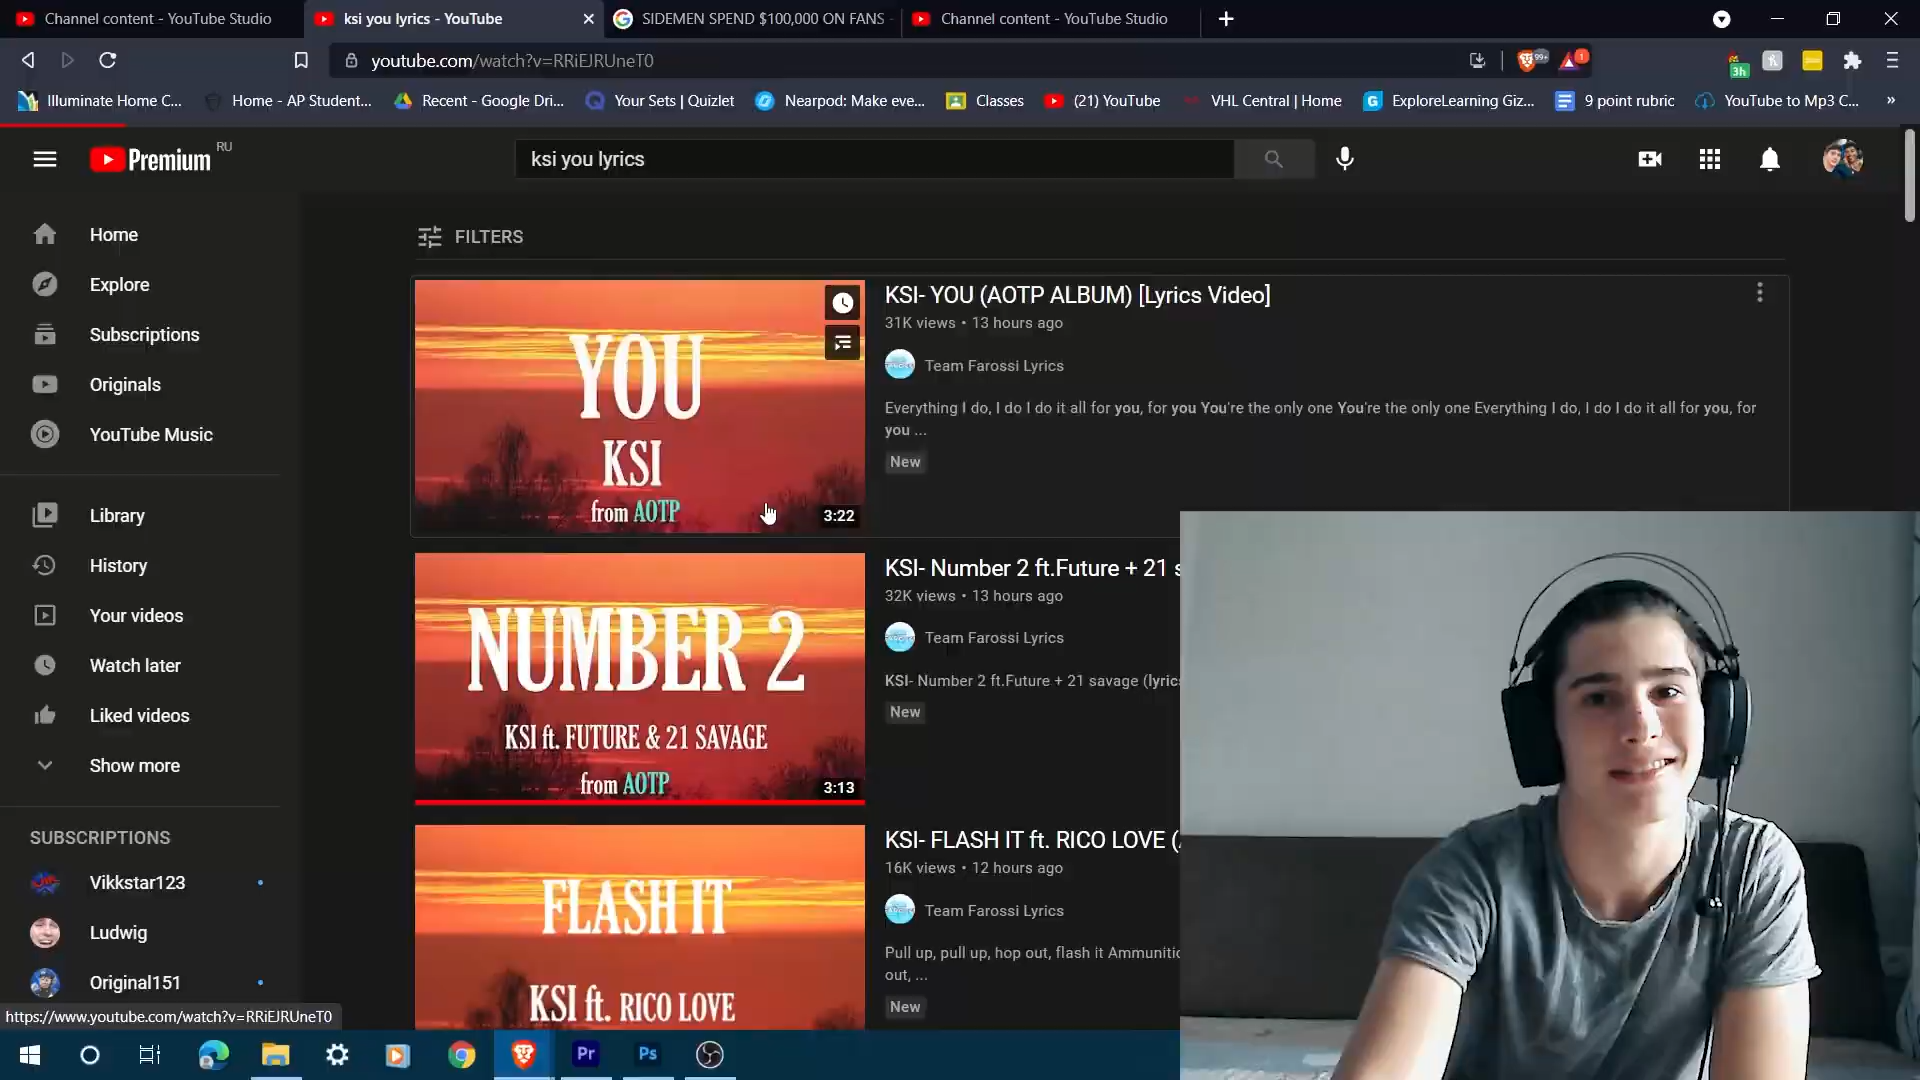 Channel content - YouTube Studio
ksi you lyrics - YouTube
SIDEMEN SPEND $100,000 ON FANS -
Channel content - YouTube Studio
youtube.com/watch?v=RRiEJRUneT0
99+
1
3h
Illuminate Home C...
Home - AP Student...
Recent - Google Dri...
Your Sets | Quizlet
Nearpod: Make eve...
Classes
(21) YouTube
VHL Central | Home
ExploreLearning Giz...
9 point rubric
YouTube to Mp3 C...
»
Premium
RU
ksi you lyrics
Home
Explore
Subscriptions
Originals
YouTube Music
Library
History
Your videos
Watch later
Liked videos
Show more
SUBSCRIPTIONS
Vikkstar123
Ludwig
Original151
https://www.youtube.com/watch?v=RRiEJRUneT0
FILTERS
YOU
KSI
from AOTP
3:22
KSI- YOU (AOTP ALBUM) [Lyrics Video]
31K views • 13 hours ago
Team Farossi Lyrics
Everything I do, I do I do it all for you, for you You're the only one You're the only one Everything I do, I do I do it all for you, for
you ...
New
NUMBER 2
KSI ft. FUTURE & 21 SAVAGE
from AOTP
3:13
KSI- Number 2 ft.Future + 21 s
32K views • 13 hours ago
Team Farossi Lyrics
KSI- Number 2 ft.Future + 21 savage (lyrics
New
FLASH IT
KSI ft. RICO LOVE
KSI- FLASH IT ft. RICO LOVE (
16K views • 12 hours ago
Team Farossi Lyrics
Pull up, pull up, hop out, flash it Ammunitic
out, ...
New
Pr
Ps